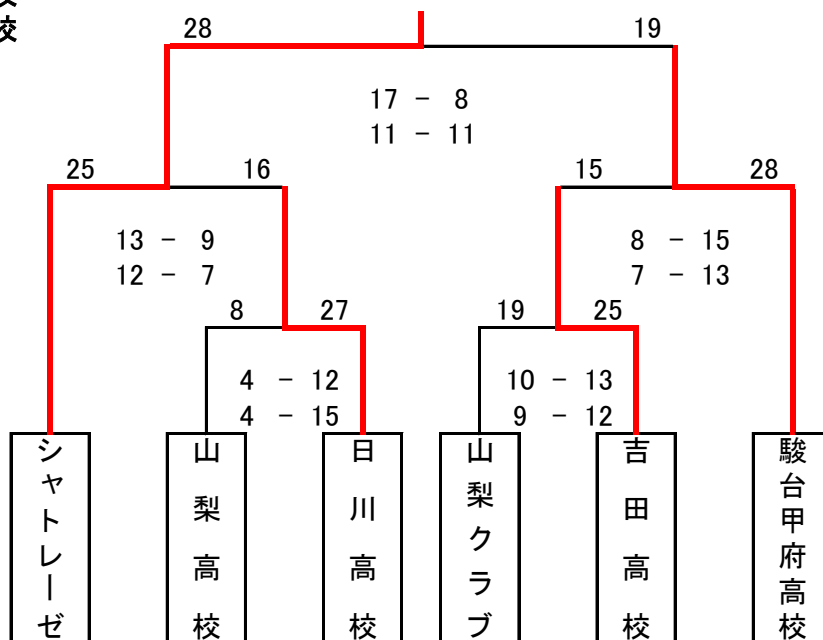 校
28 19
17 － 8
11 － 11
25 16 15 28
13 － 9 8 － 15
12 － 7 7 － 13
8 27 19 25
4 － 12 10 － 13
4 － 15 9 － 12
シャトレーゼ
山梨高校
日川高校
山梨クラブ
吉田高校
駿台甲府高校